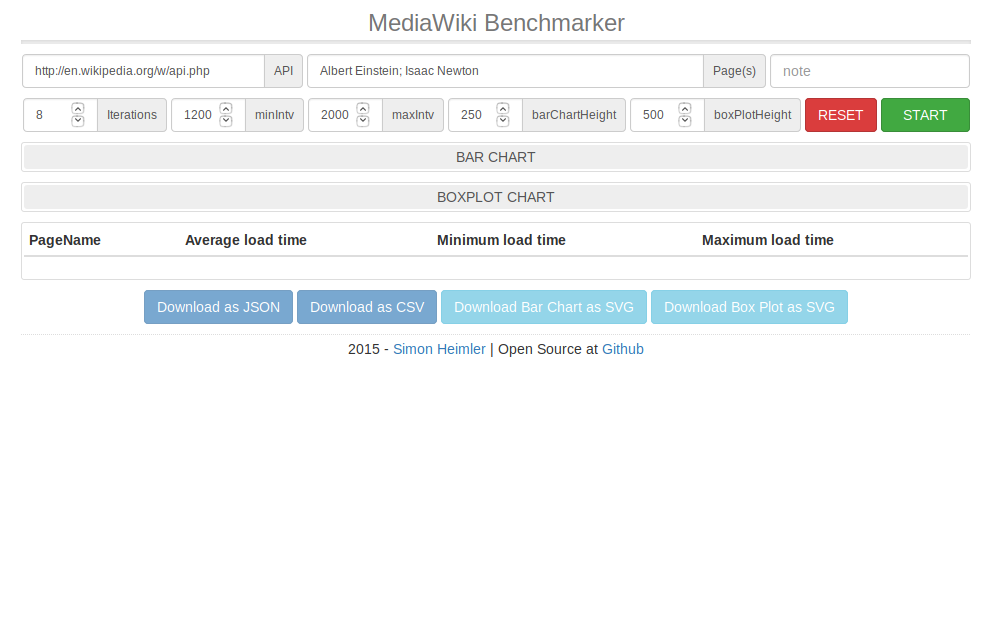 MediaWiki Benchmarker
http://en.wikipedia.org/w/api.php API Albert Einstein; Isaac Newton Page(s) note
8 Iterations 1200 minIntv 2000 maxIntv 250 barChartHeight 500 boxPlotHeight RESET START
BAR CHART
BOXPLOT CHART
PageName Average load time Minimum load time Maximum load time
Download as JSON Download as CSV Download Bar Chart as SVG Download Box Plot as SVG
2015 - Simon Heimler | Open Source at Github